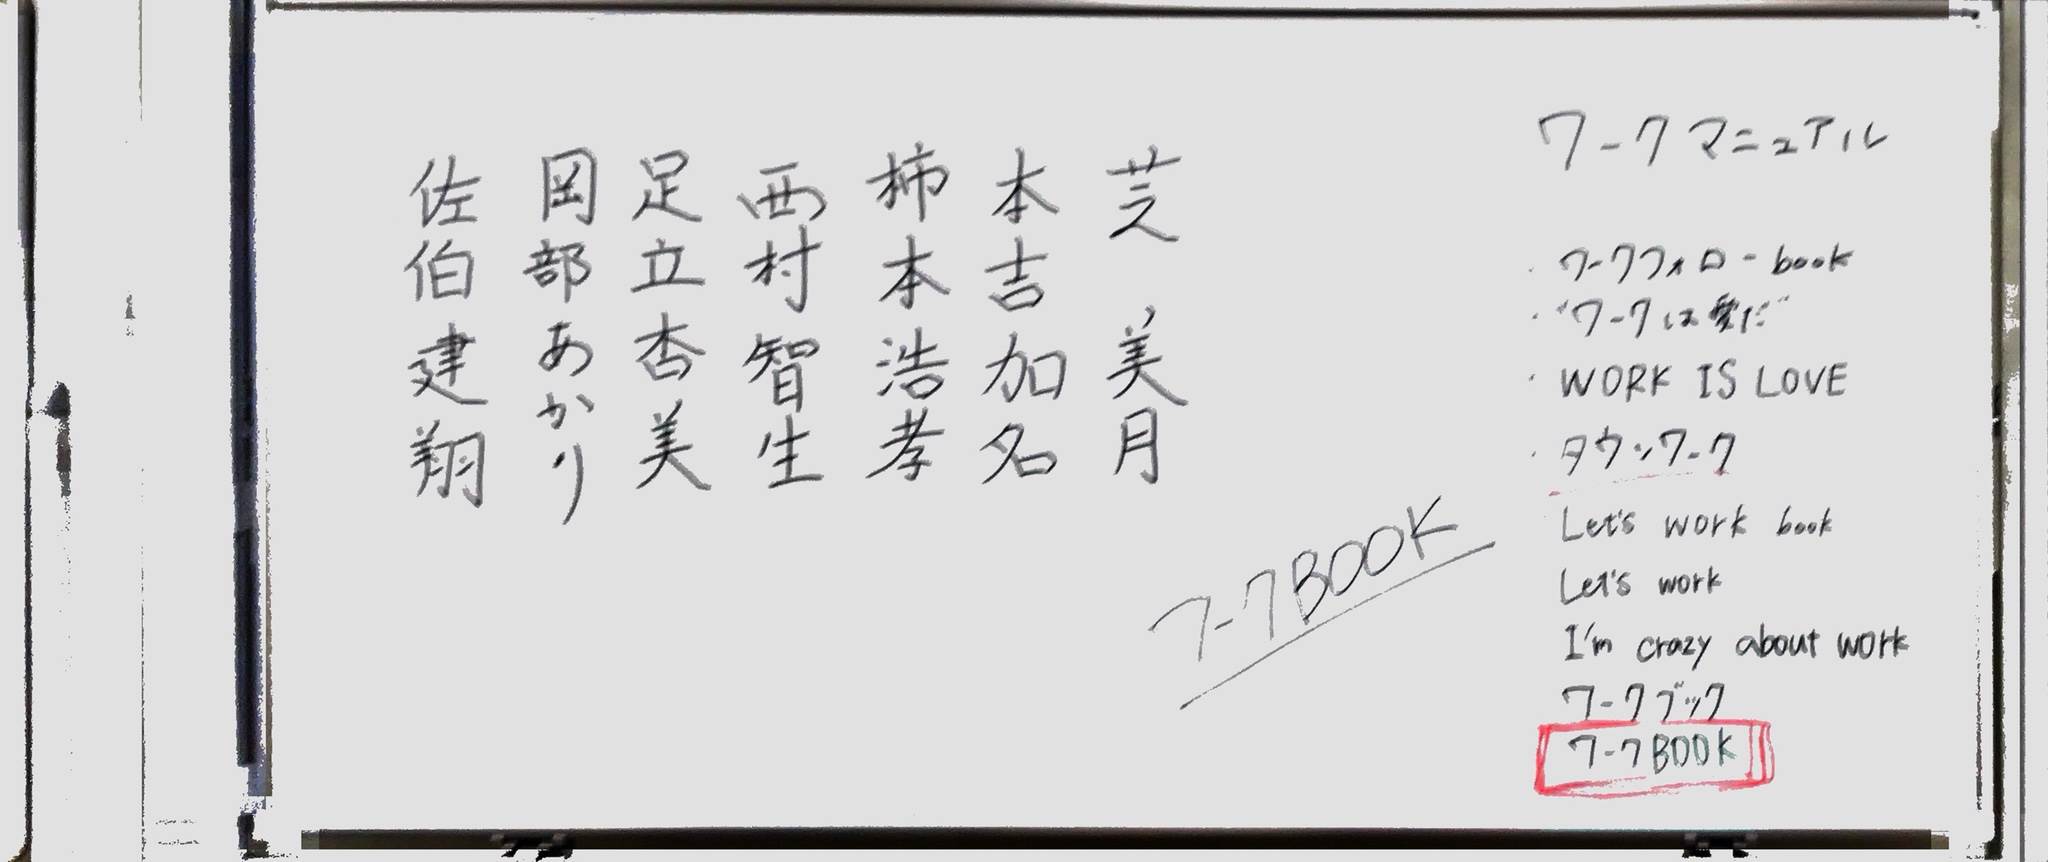 ワークマニュアル
・ワークフォローbook
・"ワークは愛だ"
・WORK IS LOVE
・タウンワーク
Let's work book
Let's work
I'm crazy about work
ワークブック
ワークBOOK
芝 美月
本吉加名
柿本浩孝
西村智生
足立杏美
岡部あかり
佐伯建翔
ワークBOOK